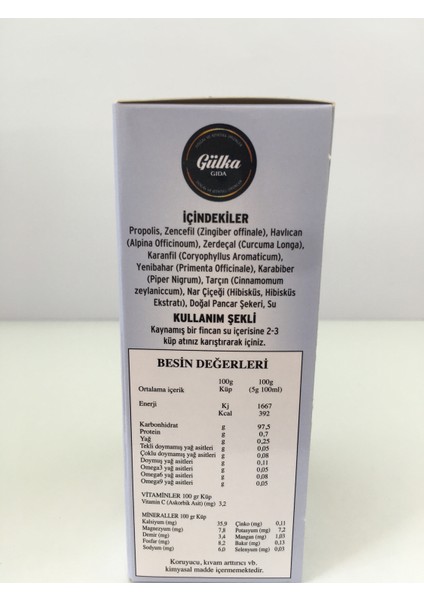 Gülka
GIDA
İÇİNDEKİLER
Propolis, Zencefil (Zingiber offinale), Havlıcan
(Alpina Officinoum), Zerdeçal (Curcuma Longa),
Karanfil (Coryophyllus Aromaticum),
Yenibahar (Primenta Officinale), Karabiber
(Piper Nigrum), Tarçın (Cinnamomum
zeylaniccum), Nar Çiçeği (Hibisküs, Hibisküs
Ekstratı), Doğal Pancar Şekeri, Su
KULLANIM ŞEKLİ
Kaynamış bir fincan su içerisine 2-3
küp atınız karıştırarak içiniz.
BESİN DEĞERLERİ
Ortalama içerik 100g Küp 100g (5g 100ml)
Enerji Kj 1667
Kcal 392
Karbonhidrat g 97,5
Protein g 0,7
Yağ g 0,25
Tekli doymamış yağ asitleri g 0,05
Çoklu doymamış yağ asitleri g 0,08
Doymuş yağ asitleri g 0,11
Omega3 yağ asitleri g 0,05
Omega6 yağ asitleri g 0,08
Omega9 yağ asitleri g 0,05
VİTAMİNLER 100 gr Küp
Vitamin C (Askorbik Asit) (mg) 3,2
MİNERALLER 100 gr Küp
Kalsiyum (mg) 35,9 Çinko (mg) 0,11
Magnezyum (mg) 7,8 Potasyum (mg) 7,2
Demir (mg) 3,4 Mangan (mg) 1,03
Fosfor (mg) 8,2 Bakır (mg) 0,13
Sodyum (mg) 6,0 Selenyum (mg) 0,03
Koruyucu, kıvam arttırıcı vb.
kimyasal madde içermemektedir.